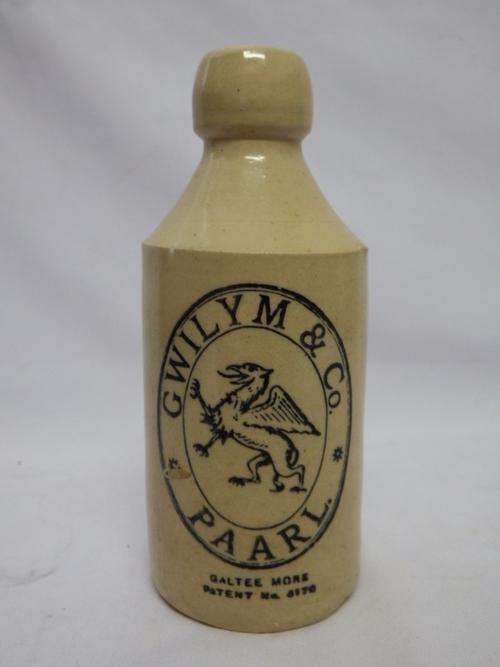 GWILYM & Co.
PAARL.
GALTEE MORE
PATENT No. 6170